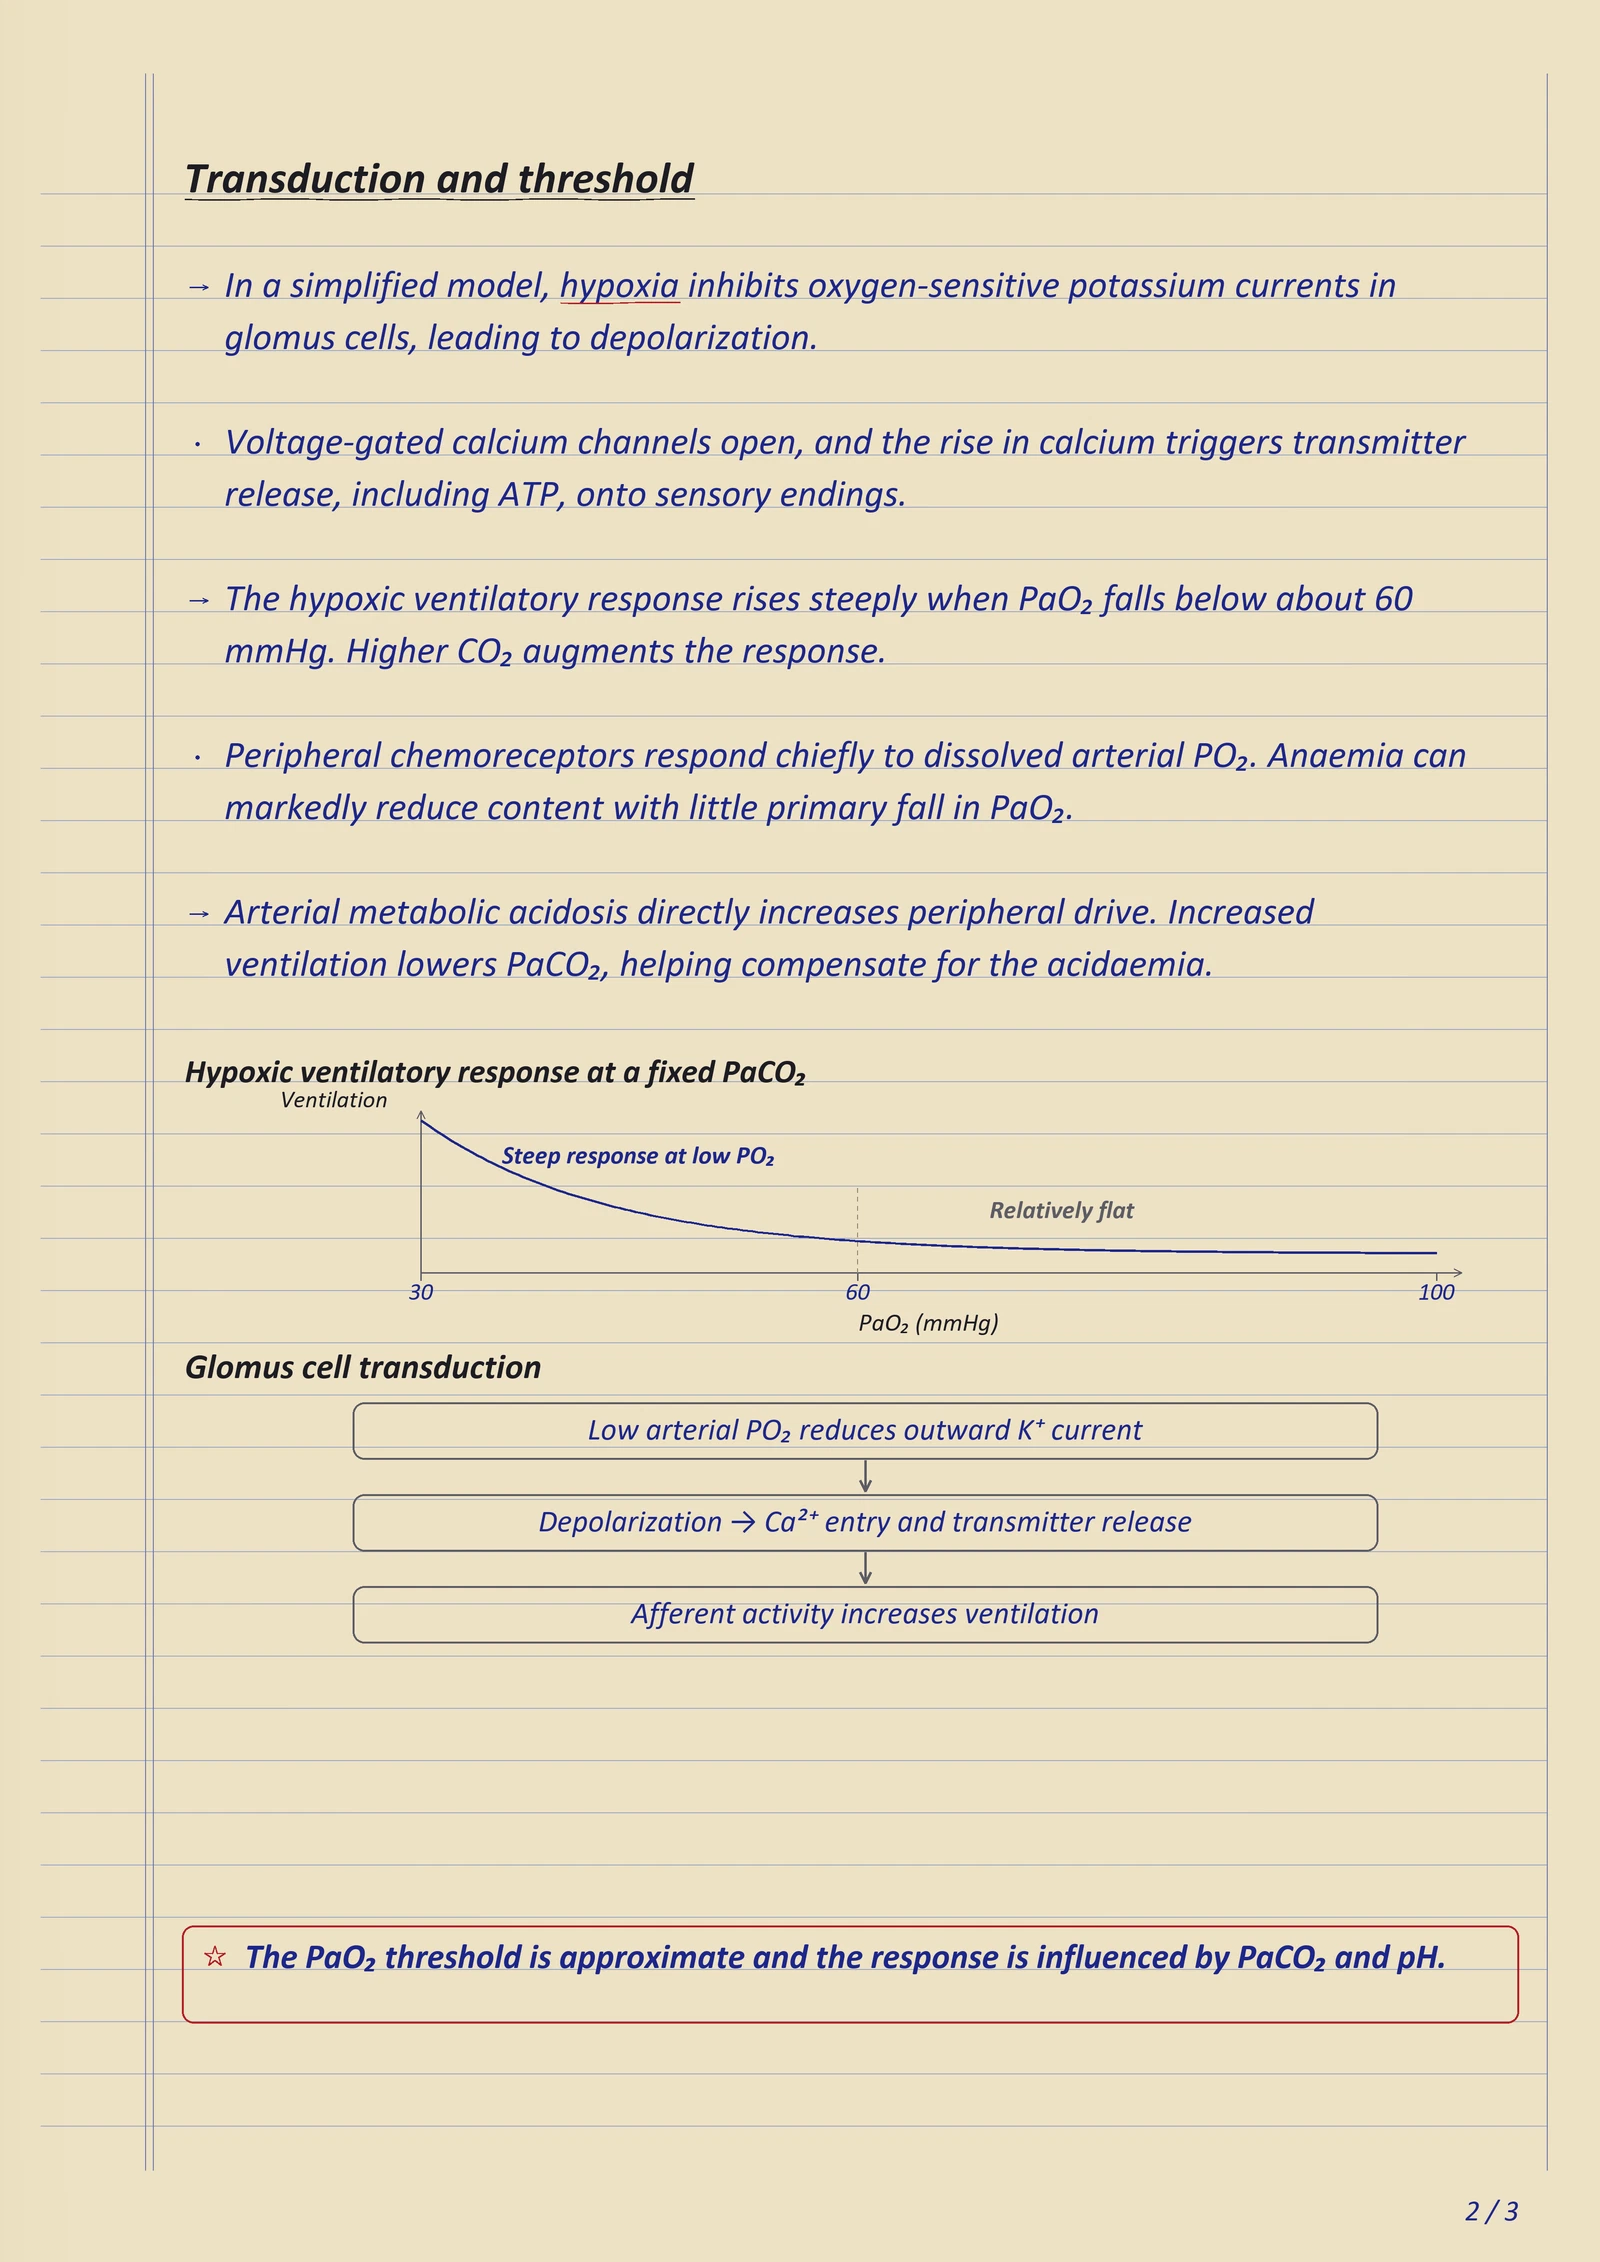 Transduction and threshold
→ In a simplified model, hypoxia inhibits oxygen-sensitive potassium currents in
glomus cells, leading to depolarization.
· Voltage-gated calcium channels open, and the rise in calcium triggers transmitter
release, including ATP, onto sensory endings.
→ The hypoxic ventilatory response rises steeply when PaO₂ falls below about 60
mmHg. Higher CO₂ augments the response.
· Peripheral chemoreceptors respond chiefly to dissolved arterial PO₂. Anaemia can
markedly reduce content with little primary fall in PaO₂.
→ Arterial metabolic acidosis directly increases peripheral drive. Increased
ventilation lowers PaCO₂, helping compensate for the acidaemia.
Hypoxic ventilatory response at a fixed PaCO₂
Ventilation
Steep response at low PO₂
Relatively flat
30 60 100
PaO₂ (mmHg)
Glomus cell transduction
Low arterial PO₂ reduces outward K⁺ current
Depolarization → Ca²⁺ entry and transmitter release
Afferent activity increases ventilation
☆ The PaO₂ threshold is approximate and the response is influenced by PaCO₂ and pH.
2 / 3